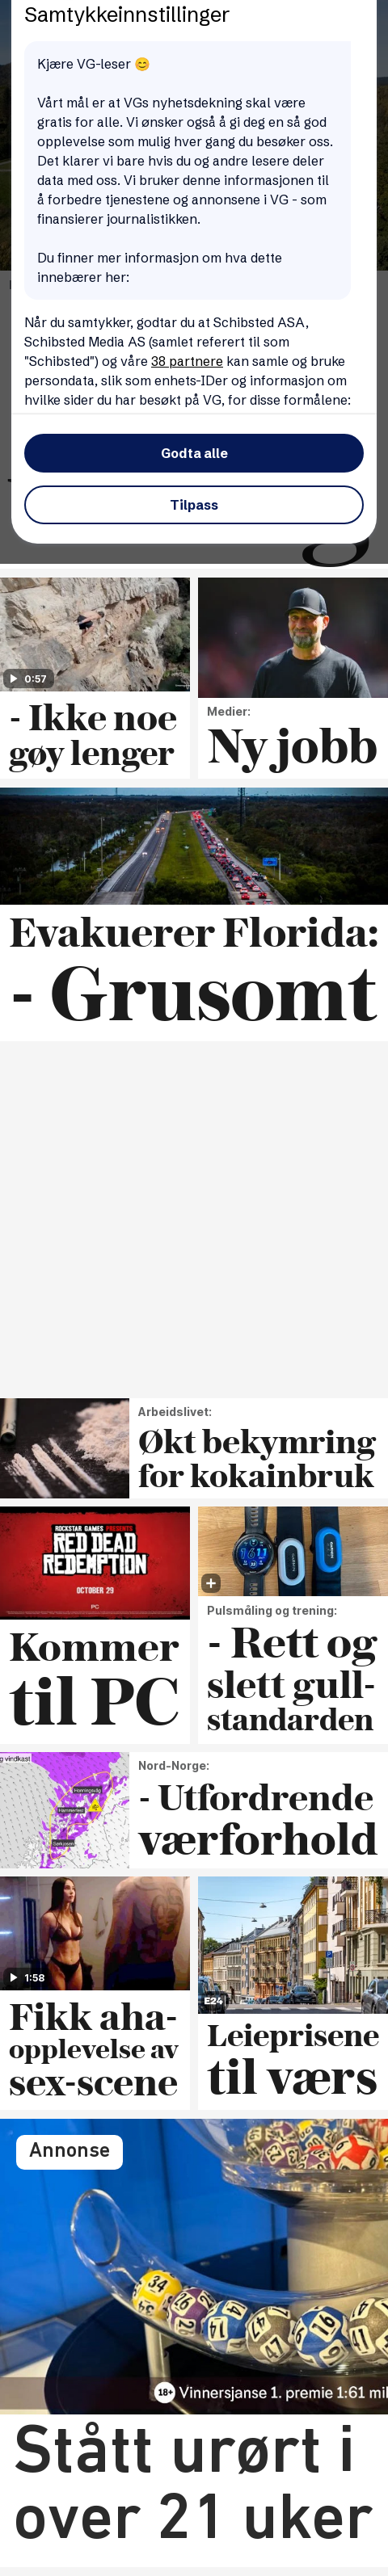 Samtykkeinnstillinger
Kjære VG-leser 😊
Vårt mål er at VGs nyhetsdekning skal være
gratis for alle. Vi ønsker også å gi deg en så god
opplevelse som mulig hver gang du besøker oss.
Det klarer vi bare hvis du og andre lesere deler
data med oss. Vi bruker denne informasjonen til
å forbedre tjenestene og annonsene i VG - som
finansierer journalistikken.
Du finner mer informasjon om hva dette
innebærer her:
Når du samtykker, godtar du at Schibsted ASA,
Schibsted Media AS (samlet referert til som
"Schibsted") og våre 38 partnere kan samle og bruke
persondata, slik som enhets-IDer og informasjon om
hvilke sider du har besøkt på VG, for disse formålene:
Godta alle
Tilpass
0:57
- Ikke noe
gøy lenger
Medier:
Ny jobb
Evakuerer Florida:
- Grusomt
Arbeidslivet:
Økt bekymring
for kokainbruk
ROCKSTAR GAMES PRESENTS
RED DEAD
REDEMPTION
OCTOBER 29
PC
Kommer
til PC
Pulsmåling og trening:
- Rett og
slett gull-
standarden
g vindkast
Honningsvåg
Hammerfest
Nord-Norge:
- Utfordrende
værforhold
1:58
Fikk aha-
opplevelse av
sex-scene
E24
Leieprisene
til værs
Annonse
34
18+ Vinnersjanse 1. premie 1:61 mil
Stått urørt i
over 21 uker